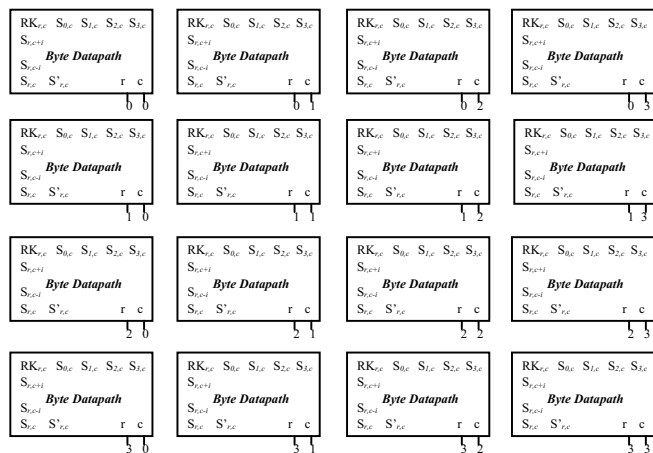 RKr,c S0,c S1,c S2,c S3,c RKr,c S0,c S1,c S2,c S3,c RKr,c S0,c S1,c S2,c S3,c RKr,c S0,c S1,c S2,c S3,c
Sr,c+i Sr,c+i Sr,c+i Sr,c+i
Byte Datapath Byte Datapath Byte Datapath Byte Datapath
Sr,c-i Sr,c-i Sr,c-i Sr,c-i
Sr,c S'r,c r c Sr,c S'r,c r c Sr,c S'r,c r c Sr,c S'r,c r c
0 0 0 1 0 2 0 3
RKr,c S0,c S1,c S2,c S3,c RKr,c S0,c S1,c S2,c S3,c RKr,c S0,c S1,c S2,c S3,c RKr,c S0,c S1,c S2,c S3,c
Sr,c+i Sr,c+i Sr,c+i Sr,c+i
Byte Datapath Byte Datapath Byte Datapath Byte Datapath
Sr,c-i Sr,c-i Sr,c-i Sr,c-i
Sr,c S'r,c r c Sr,c S'r,c r c Sr,c S'r,c r c Sr,c S'r,c r c
1 0 1 1 1 2 1 3
RKr,c S0,c S1,c S2,c S3,c RKr,c S0,c S1,c S2,c S3,c RKr,c S0,c S1,c S2,c S3,c RKr,c S0,c S1,c S2,c S3,c
Sr,c+i Sr,c+i Sr,c+i Sr,c+i
Byte Datapath Byte Datapath Byte Datapath Byte Datapath
Sr,c-i Sr,c-i Sr,c-i Sr,c-i
Sr,c S'r,c r c Sr,c S'r,c r c Sr,c S'r,c r c Sr,c S'r,c r c
2 0 2 1 2 2 2 3
RKr,c S0,c S1,c S2,c S3,c RKr,c S0,c S1,c S2,c S3,c RKr,c S0,c S1,c S2,c S3,c RKr,c S0,c S1,c S2,c S3,c
Sr,c+i Sr,c+i Sr,c+i Sr,c+i
Byte Datapath Byte Datapath Byte Datapath Byte Datapath
Sr,c-i Sr,c-i Sr,c-i Sr,c-i
Sr,c S'r,c r c Sr,c S'r,c r c Sr,c S'r,c r c Sr,c S'r,c r c
3 0 3 1 3 2 3 3